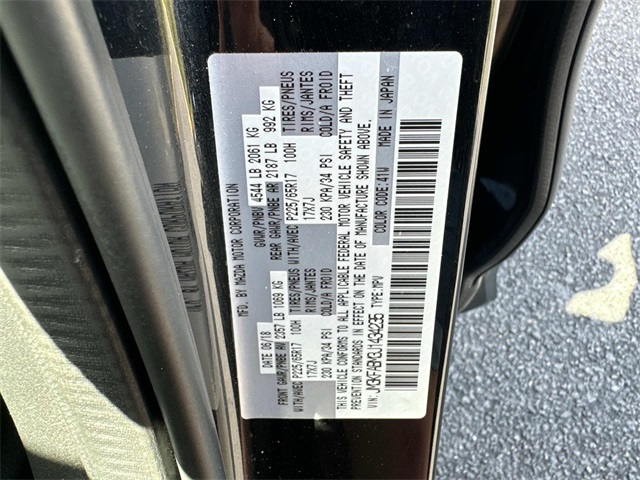 MFD. BY MAZDA MOTOR CORPORATION
DATE 06/18 GVWR/PNBV 4544 LB 2061 KG
FRONT GAWR/PNBE AV 2357 LB 1069 KG REAR GAWR/PNBE AR 2187 LB 992 KG
WITH/AVEC P225/65R17 100H TIRES/PNEUS WITH/AVEC P225/65R17 100H TIRES/PNEUS
17X7J RIMS/JANTES 17X7J RIMS/JANTES
230 KPA/34 PSI COLD/A FROID 230 KPA/34 PSI COLD/A FROID
THIS VEHICLE CONFORMS TO ALL APPLICABLE FEDERAL MOTOR VEHICLE SAFETY AND THEFT
PREVENTION STANDARDS IN EFFECT ON THE DATE OF MANUFACTURE SHOWN ABOVE.
VIN: TYPE:MPV COLOR CODE:41W MADE IN JAPAN